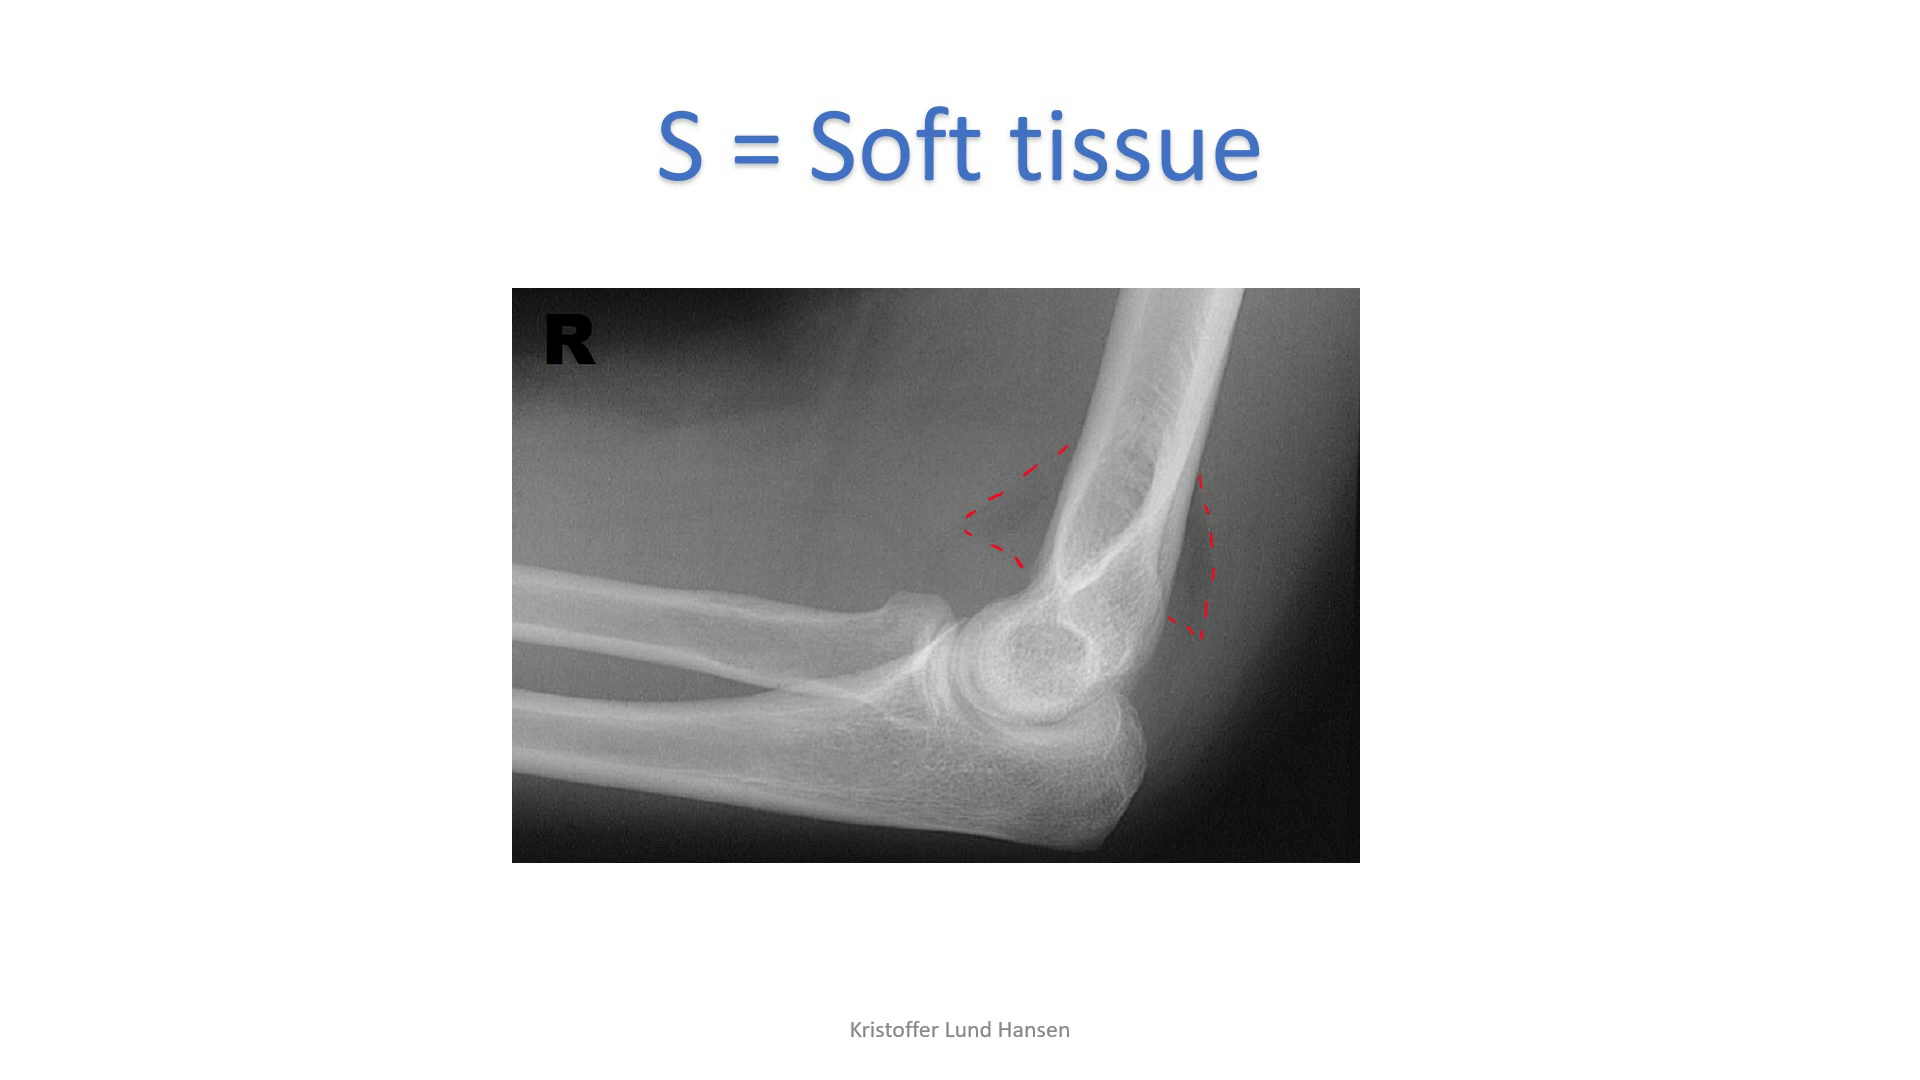 S = Soft tissue
R
Kristoffer Lund Hansen